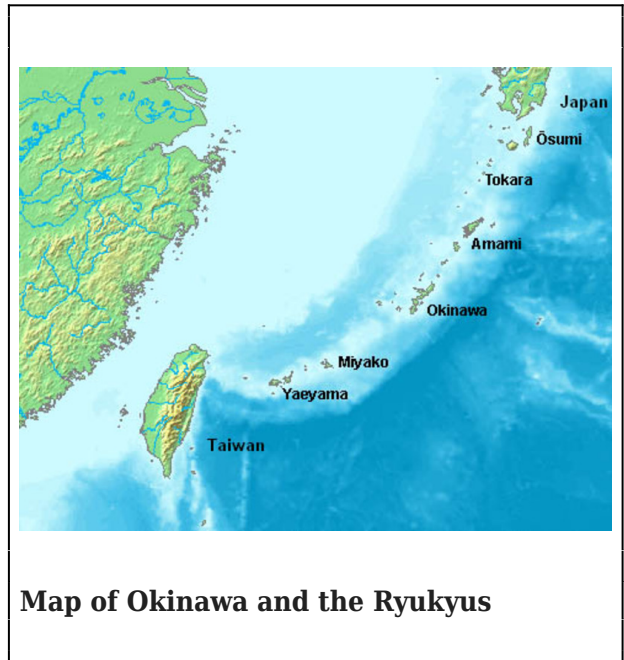 Japan
Ōsumi
Tokara
Amami
Okinawa
Miyako
Yaeyama
Taiwan
Map of Okinawa and the Ryukyus